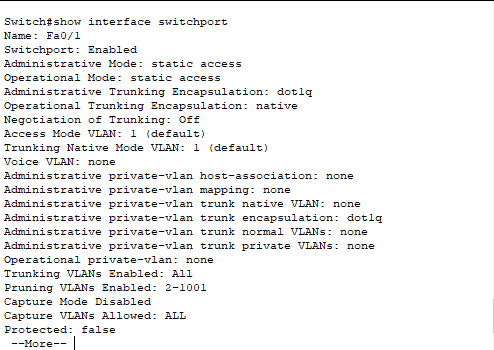 Switch#show interface switchport
Name: Fa0/1
Switchport: Enabled
Administrative Mode: static access
Operational Mode: static access
Administrative Trunking Encapsulation: dot1q
Operational Trunking Encapsulation: native
Negotiation of Trunking: Off
Access Mode VLAN: 1 (default)
Trunking Native Mode VLAN: 1 (default)
Voice VLAN: none
Administrative private-vlan host-association: none
Administrative private-vlan mapping: none
Administrative private-vlan trunk native VLAN: none
Administrative private-vlan trunk encapsulation: dot1q
Administrative private-vlan trunk normal VLANs: none
Administrative private-vlan trunk private VLANs: none
Operational private-vlan: none
Trunking VLANs Enabled: All
Pruning VLANs Enabled: 2-1001
Capture Mode Disabled
Capture VLANs Allowed: ALL
Protected: false
--More--